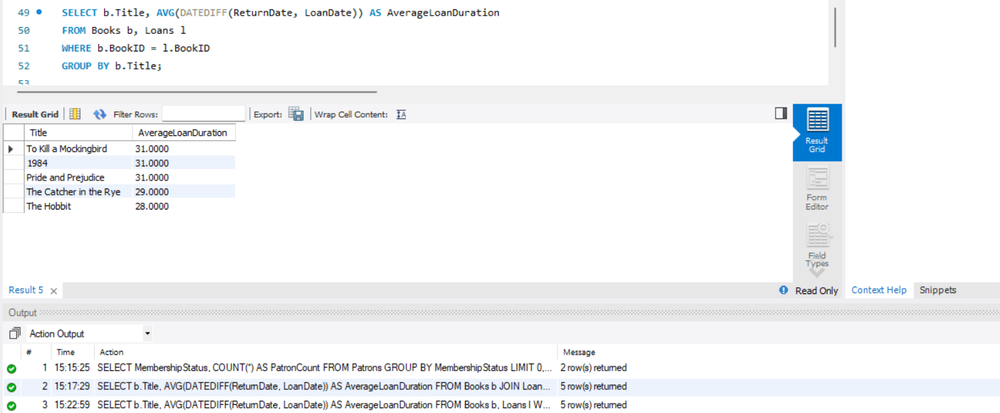 49 SELECT b.Title, AVG(DATEDIFF(ReturnDate, LoanDate)) AS AverageLoanDuration
50 FROM Books b, Loans l
51 WHERE b.BookID = l.BookID
52 GROUP BY b.Title;
53
Result Grid Filter Rows: Export: Wrap Cell Content: IA
Title AverageLoanDuration
To Kill a Mockingbird 31.0000
1984 31.0000
Pride and Prejudice 31.0000
The Catcher in the Rye 29.0000
The Hobbit 28.0000
Result
Grid
Form
Editor
Field
Types
Result 5 Read Only Context Help Snippets
Output
Action Output
# Time Action Message
1 15:15:25 SELECT MembershipStatus, COUNT(*) AS PatronCount FROM Patrons GROUP BY MembershipStatus LIMIT 0,... 2 row(s) returned
2 15:17:29 SELECT b.Title, AVG(DATEDIFF(ReturnDate, LoanDate)) AS AverageLoanDuration FROM Books b JOIN Loan... 5 row(s) returned
3 15:22:59 SELECT b.Title, AVG(DATEDIFF(ReturnDate, LoanDate)) AS AverageLoanDuration FROM Books b, Loans l W... 5 row(s) returned